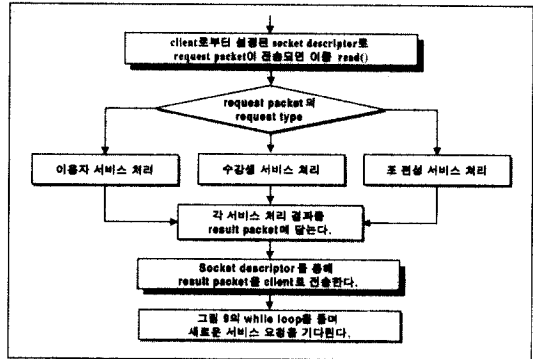 client로부터 설정된 socket descriptor로
request packet이 전송되면 이를 read()
request packet의
request type
이용자 서비스 처리
수강생 서비스 처리
조 편성 서비스 처리
각 서비스 처리 결과를
result packet에 담는다.
Socket descriptor를 통해
result packet을 client로 전송한다.
그림 9의 while loop를 돌며
새로운 서비스 요청을 기다린다.